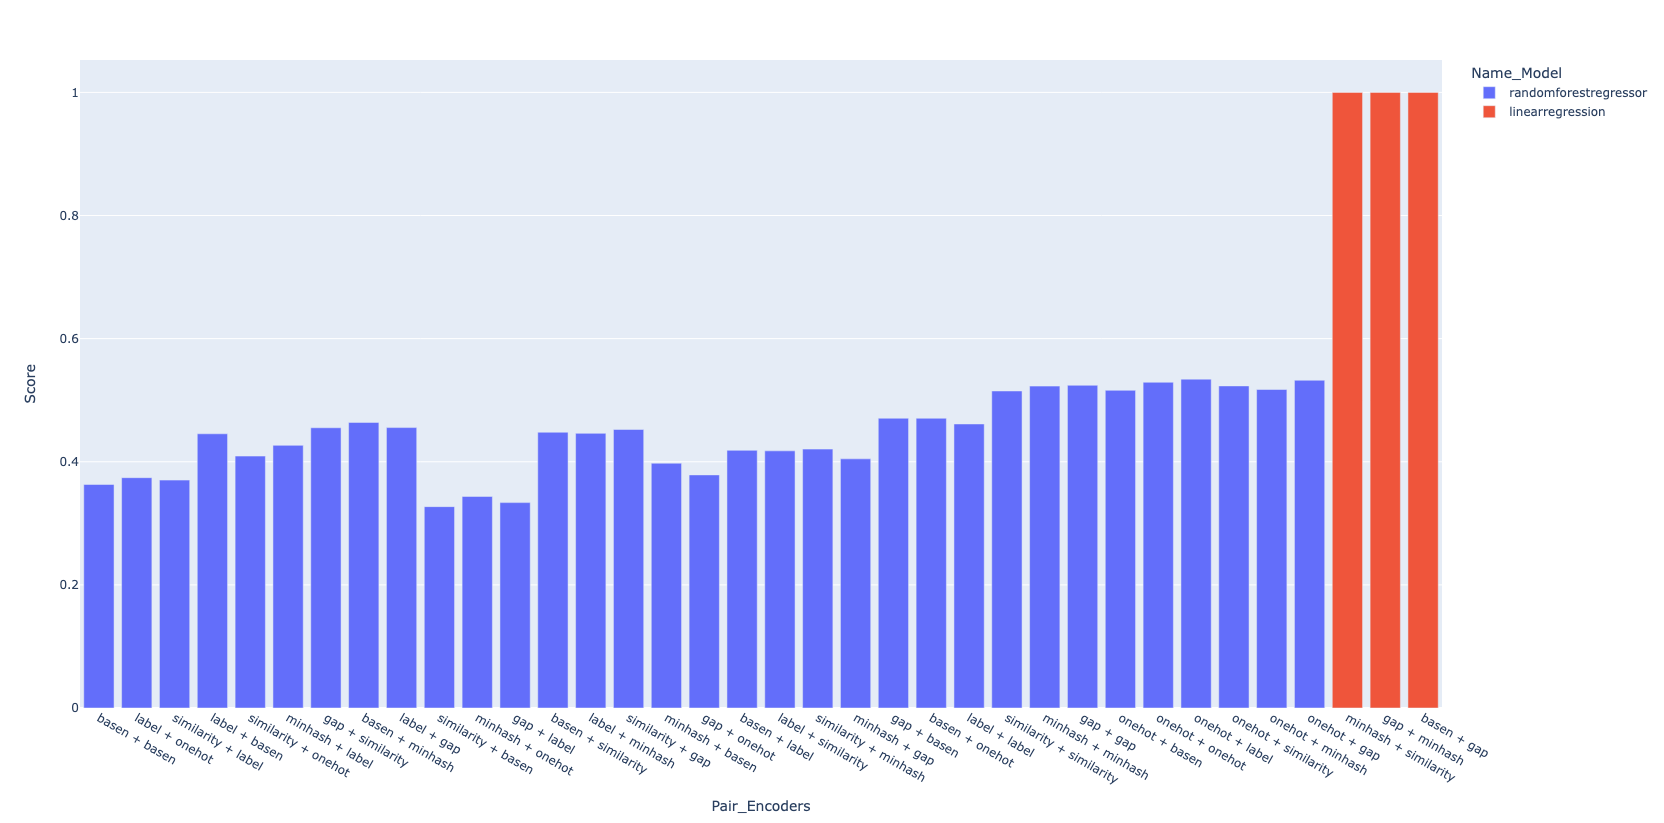 Name_Model
randomforestregressor
linearregression
1
0.8
0.6
0.4
0.2
0
Score
basen + basen
label + onehot
similarity + label
label + basen
similarity + onehot
minhash + label
gap + similarity
basen + minhash
label + gap
similarity + basen
minhash + onehot
gap + label
basen + similarity
label + minhash
similarity + gap
minhash + basen
gap + onehot
basen + label
label + similarity
similarity + minhash
minhash + gap
gap + basen
basen + onehot
label + label
similarity + similarity
minhash + minhash
gap + gap
onehot + basen
onehot + onehot
onehot + label
onehot + similarity
onehot + minhash
onehot + gap
minhash + similarity
gap + minhash
basen + gap
Pair_Encoders